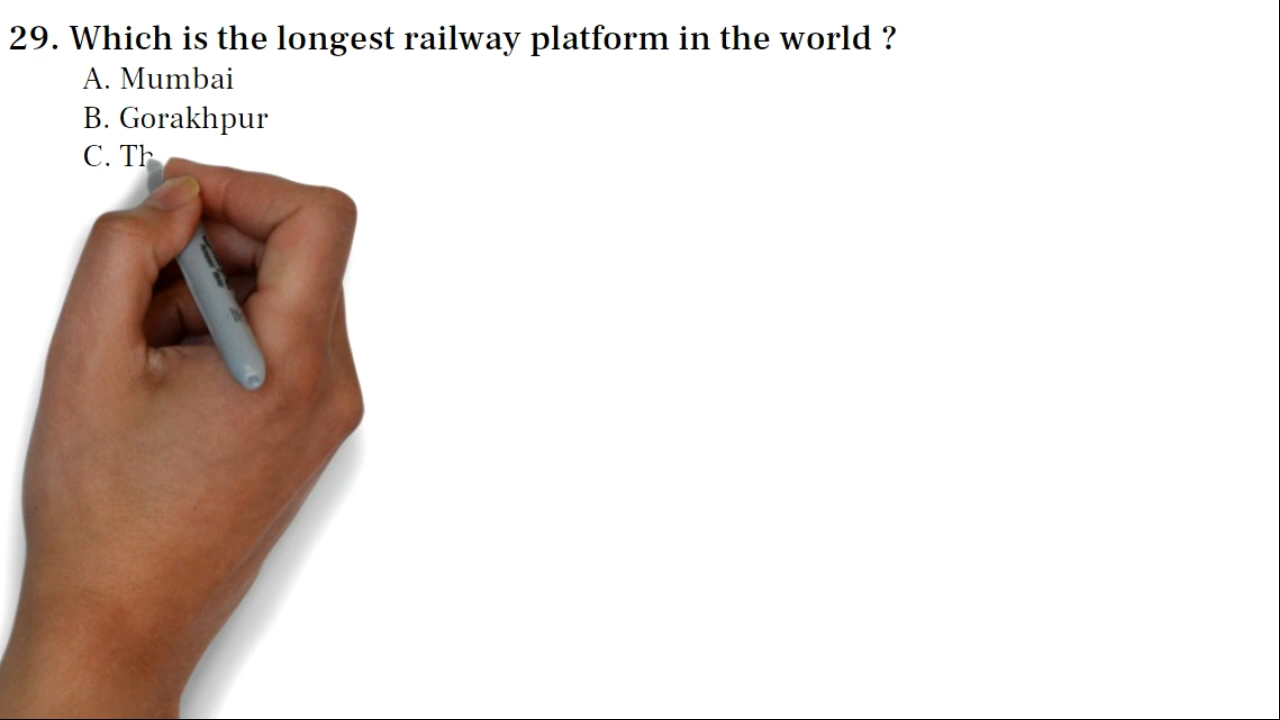 29. Which is the longest railway platform in the world ?
A. Mumbai
B. Gorakhpur
C. Th